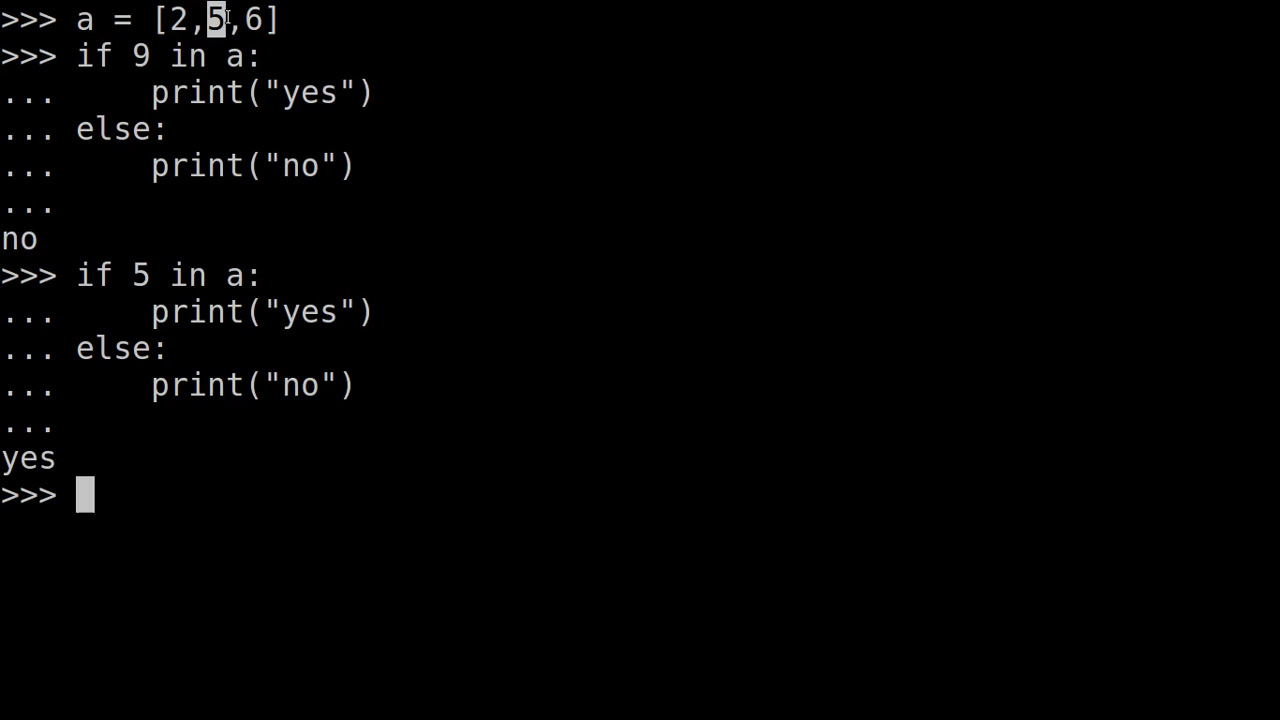 >>> a = [2,5,6]
>>> if 9 in a:
...     print("yes")
... else:
...     print("no")
...
no
>>> if 5 in a:
...     print("yes")
... else:
...     print("no")
...
yes
>>>